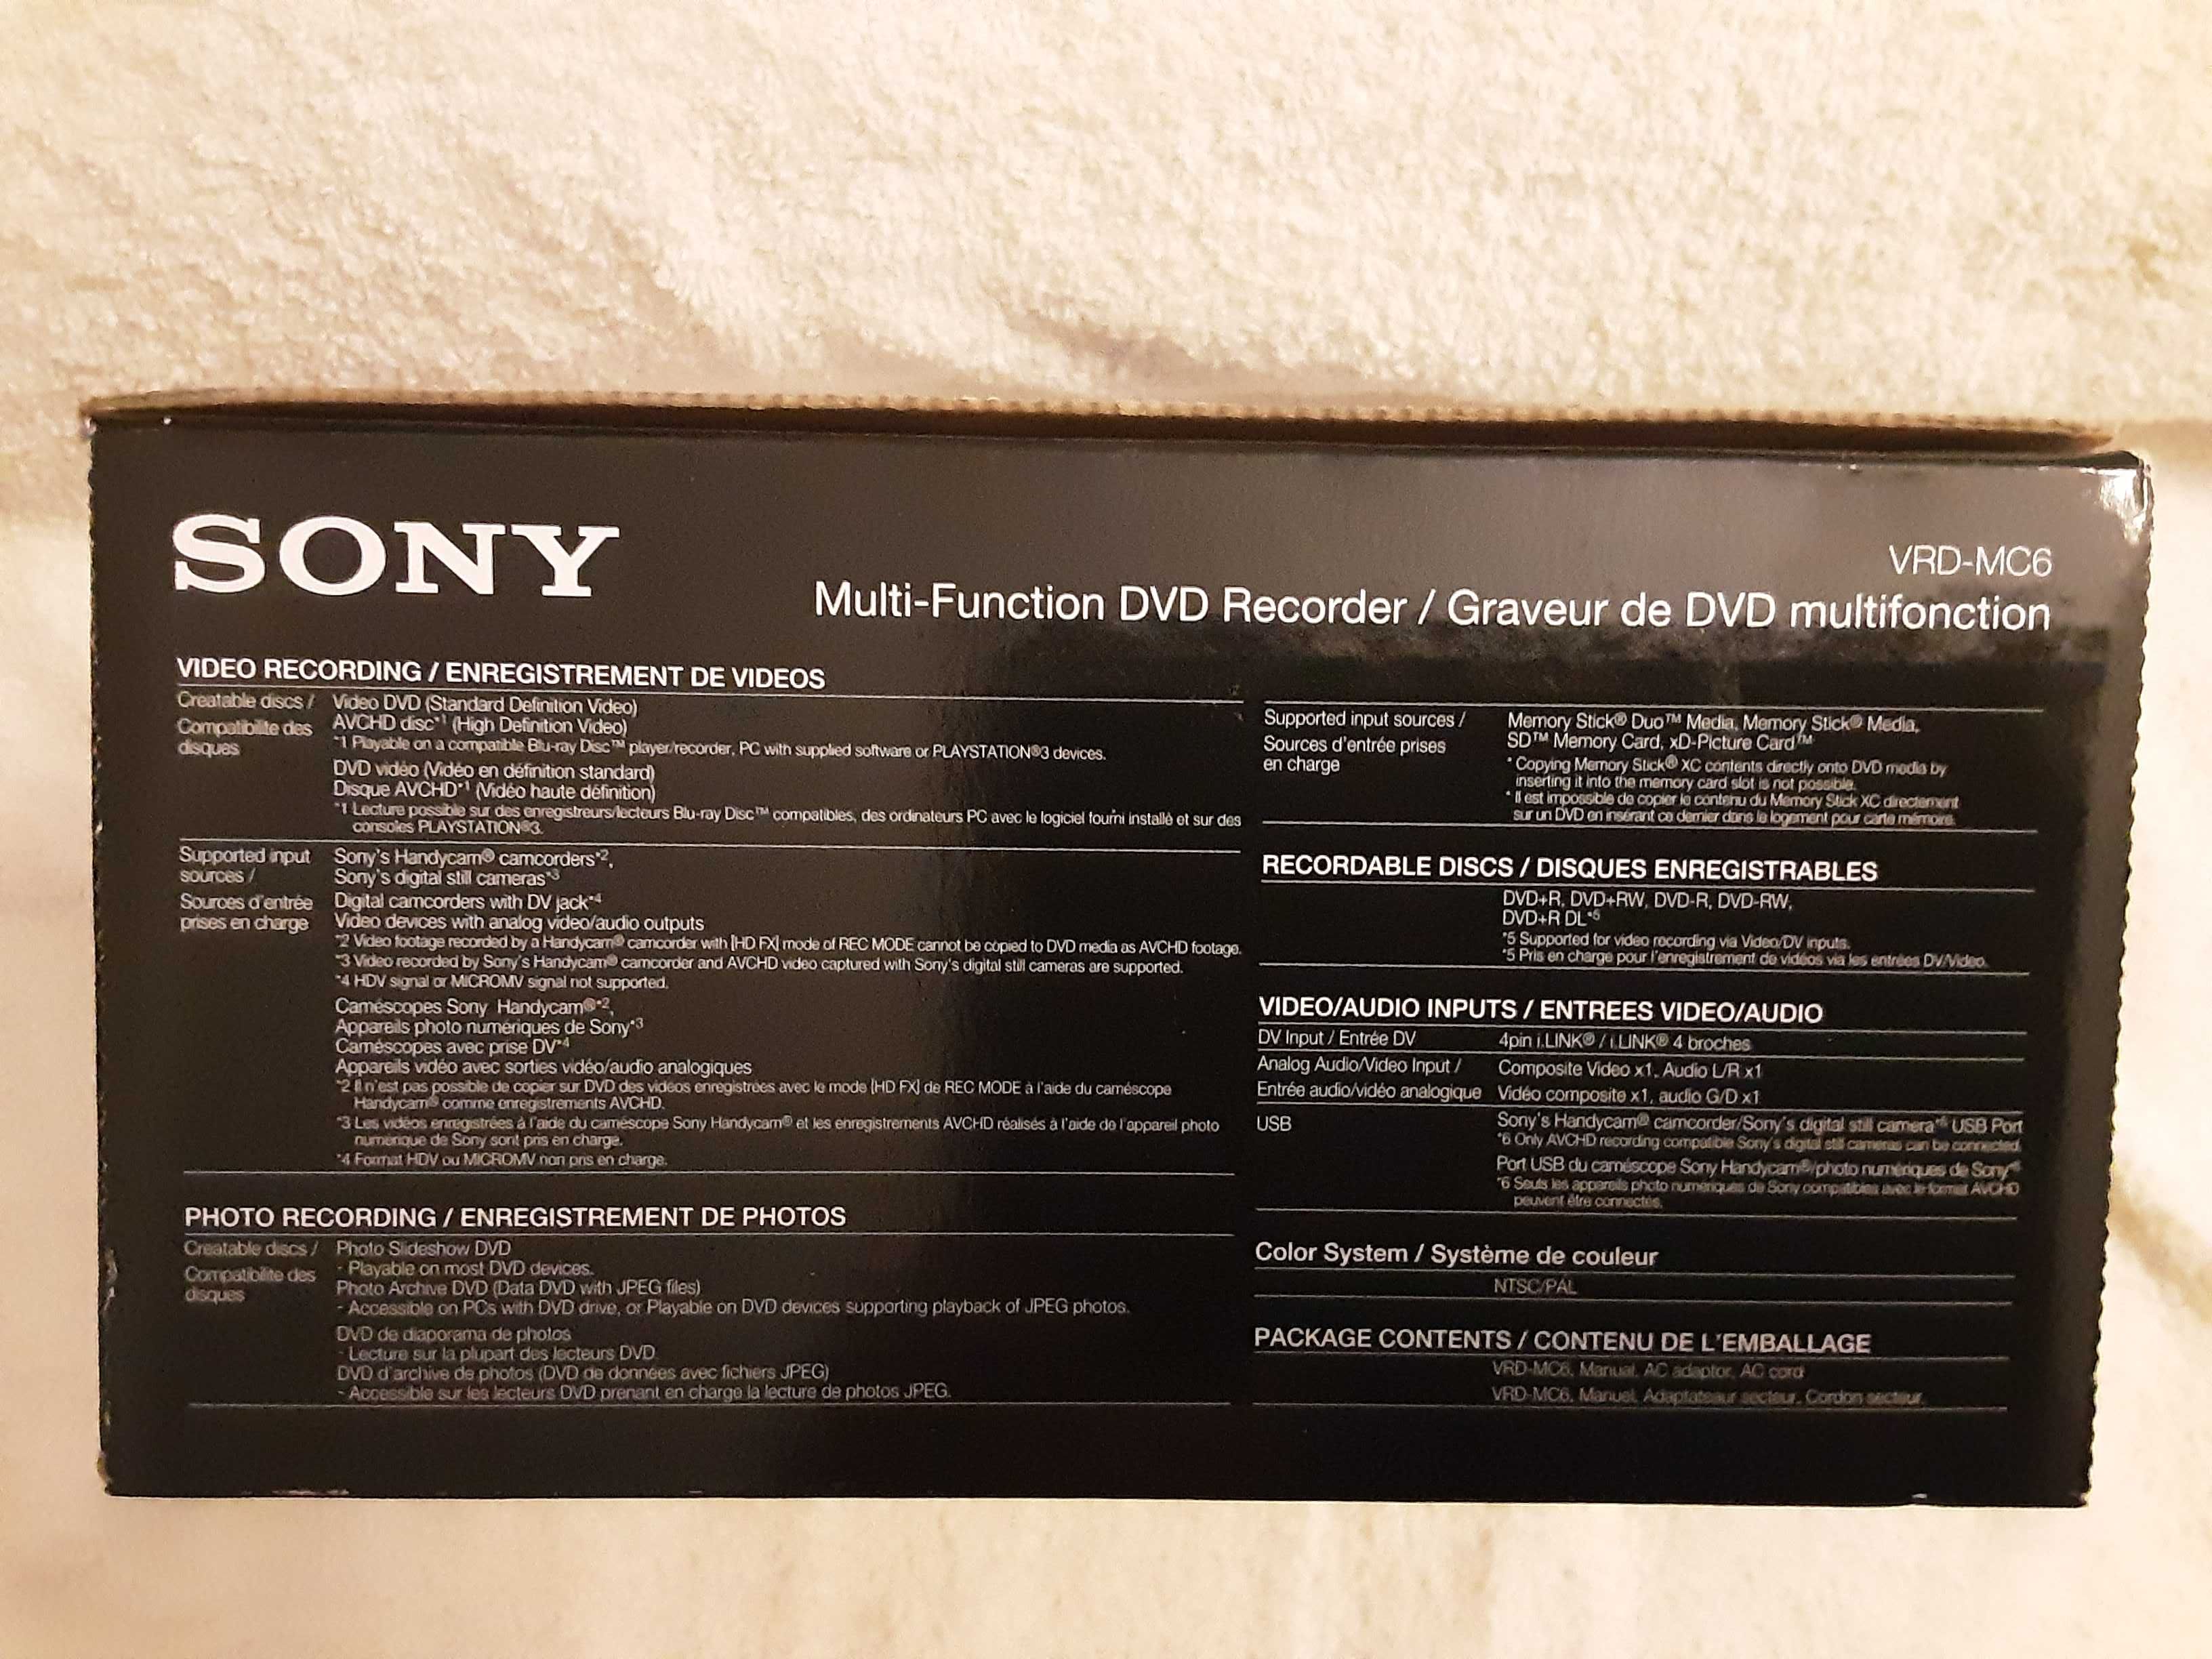 SONY
VRD-MC6
Multi-Function DVD Recorder / Graveur de DVD multifonction
VIDEO RECORDING / ENREGISTREMENT DE VIDEOS
Creatable discs / Video DVD (Standard Definition Video)
Compatibilite des disques
AVCHD disc*1 (High Definition Video)
*1 Playable on a compatible Blu-ray Disc™ player/recorder, PC with supplied software or PLAYSTATION®3 devices.
DVD vidéo (Vidéo en définition standard)
Disque AVCHD*1 (Vidéo haute définition)
*1 Lecture possible sur des enregistreurs/lecteurs Blu-ray Disc™ compatibles, des ordinateurs PC avec le logiciel fourni installé et sur des
consoles PLAYSTATION®3.
Supported input sources /
Sources d'entrée prises en charge
Sony's Handycam® camcorders*2,
Sony's digital still cameras*3
Digital camcorders with DV jack*4
Video devices with analog video/audio outputs
*2 Video footage recorded by a Handycam® camcorder with [HD FX] mode of REC MODE cannot be copied to DVD media as AVCHD footage.
*3 Video recorded by Sony's Handycam® camcorder and AVCHD video captured with Sony's digital still cameras are supported.
*4 HDV signal or MICROMV signal not supported.
Caméscopes Sony Handycam®*2,
Appareils photo numériques de Sony*3
Caméscopes avec prise DV*4
Appareils vidéo avec sorties vidéo/audio analogiques
*2 Il n'est pas possible de copier sur DVD des vidéos enregistrées avec le mode [HD FX] de REC MODE à l'aide du caméscope
Handycam® comme enregistrements AVCHD.
*3 Les vidéos enregistrées à l'aide du caméscope Sony Handycam® et les enregistrements AVCHD réalisés à l'aide de l'appareil photo
numérique de Sony sont pris en charge.
*4 Format HDV ou MICROMV non pris en charge.
PHOTO RECORDING / ENREGISTREMENT DE PHOTOS
Creatable discs / Photo Slideshow DVD
Compatibilite des disques
- Playable on most DVD devices.
Photo Archive DVD (Data DVD with JPEG files)
- Accessible on PCs with DVD drive, or Playable on DVD devices supporting playback of JPEG photos.
DVD de diaporama de photos
- Lecture sur la plupart des lecteurs DVD.
DVD d'archive de photos (DVD de données avec fichiers JPEG)
- Accessible sur les lecteurs DVD prenant en charge la lecture de photos JPEG.
Supported input sources /
Sources d'entrée prises
en charge
Memory Stick® Duo™ Media, Memory Stick® Media,
SD™ Memory Card, xD-Picture Card™
* Copying Memory Stick® XC contents directly onto DVD media by
inserting it into the memory card slot is not possible.
* Il est impossible de copier le contenu du Memory Stick XC directement
sur un DVD en insérant ce dernier dans le logement pour carte mémoire.
RECORDABLE DISCS / DISQUES ENREGISTRABLES
DVD+R, DVD+RW, DVD-R, DVD-RW,
DVD+R DL*5
*5 Supported for video recording via Video/DV inputs.
*5 Pris en charge pour l'enregistrement de vidéos via les entrées DV/Video.
VIDEO/AUDIO INPUTS / ENTREES VIDEO/AUDIO
DV Input / Entrée DV 4pin i.LINK® / i.LINK® 4 broches
Analog Audio/Video Input / Composite Video x1, Audio L/R x1
Entrée audio/vidéo analogique Vidéo composite x1, audio G/D x1
USB Sony's Handycam® camcorder/Sony's digital still camera*6 USB Port
*6 Only AVCHD recording compatible Sony's digital still cameras can be connected.
Port USB du caméscope Sony Handycam®/photo numériques de Sony*6
*6 Seuls les appareils photo numériques de Sony compatibles avec le format AVCHD
peuvent être connectés.
Color System / Système de couleur
NTSC/PAL
PACKAGE CONTENTS / CONTENU DE L'EMBALLAGE
VRD-MC6, Manual, AC adaptor, AC cord
VRD-MC6, Manuel, Adaptateaur secteur, Cordon secteur.